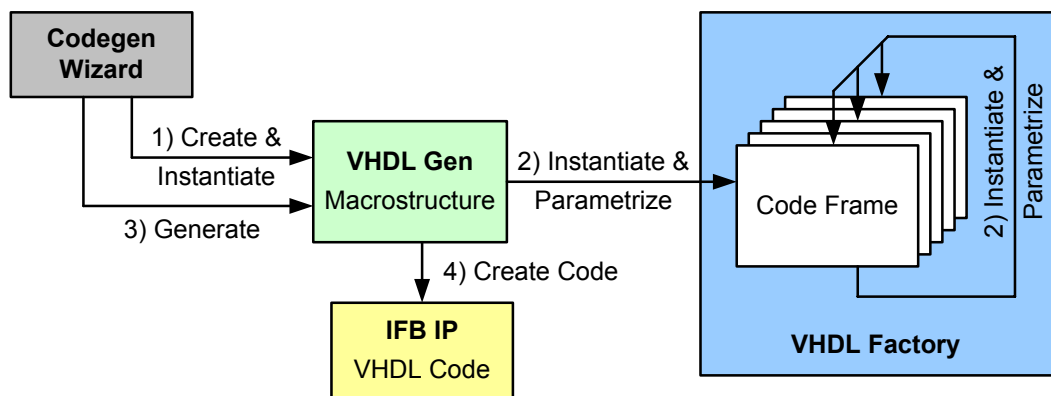 Codegen
Wizard
1) Create &
Instantiate
3) Generate
VHDL Gen
Macrostructure
2) Instantiate &
Parametrize
4) Create Code
IFB IP
VHDL Code
Code Frame
2) Instantiate &
Parametrize
VHDL Factory